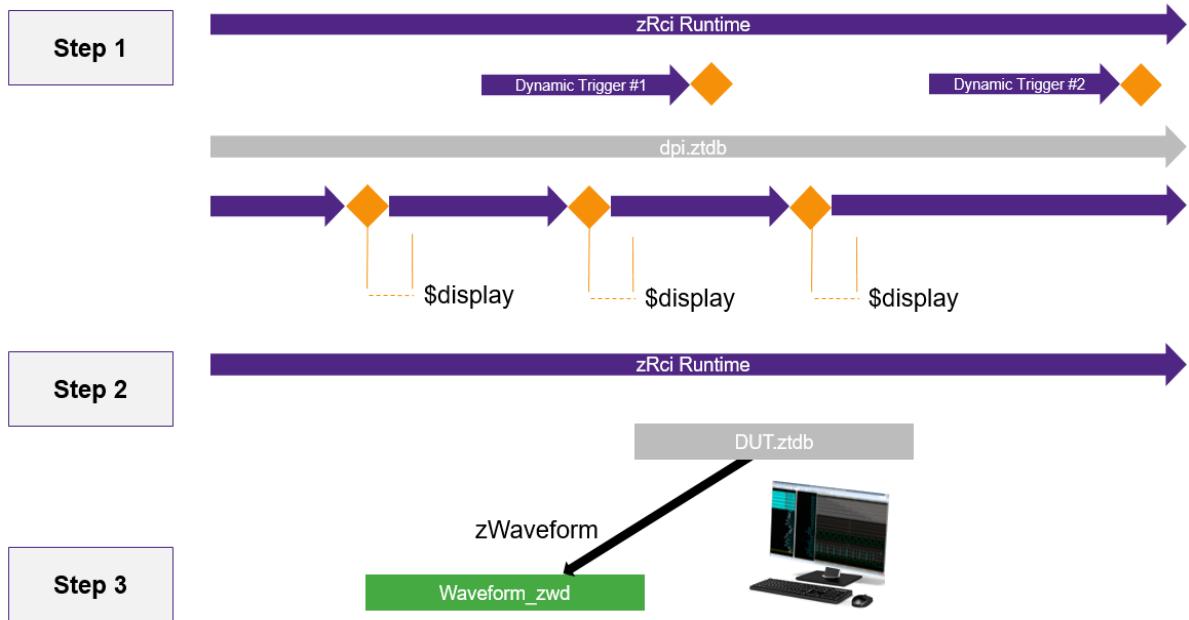 Step 1
zRci Runtime
Dynamic Trigger #1
Dynamic Trigger #2
dpi.ztdb
$display
$display
$display
Step 2
zRci Runtime
DUT.ztdb
zWaveform
Step 3
Waveform_zwd